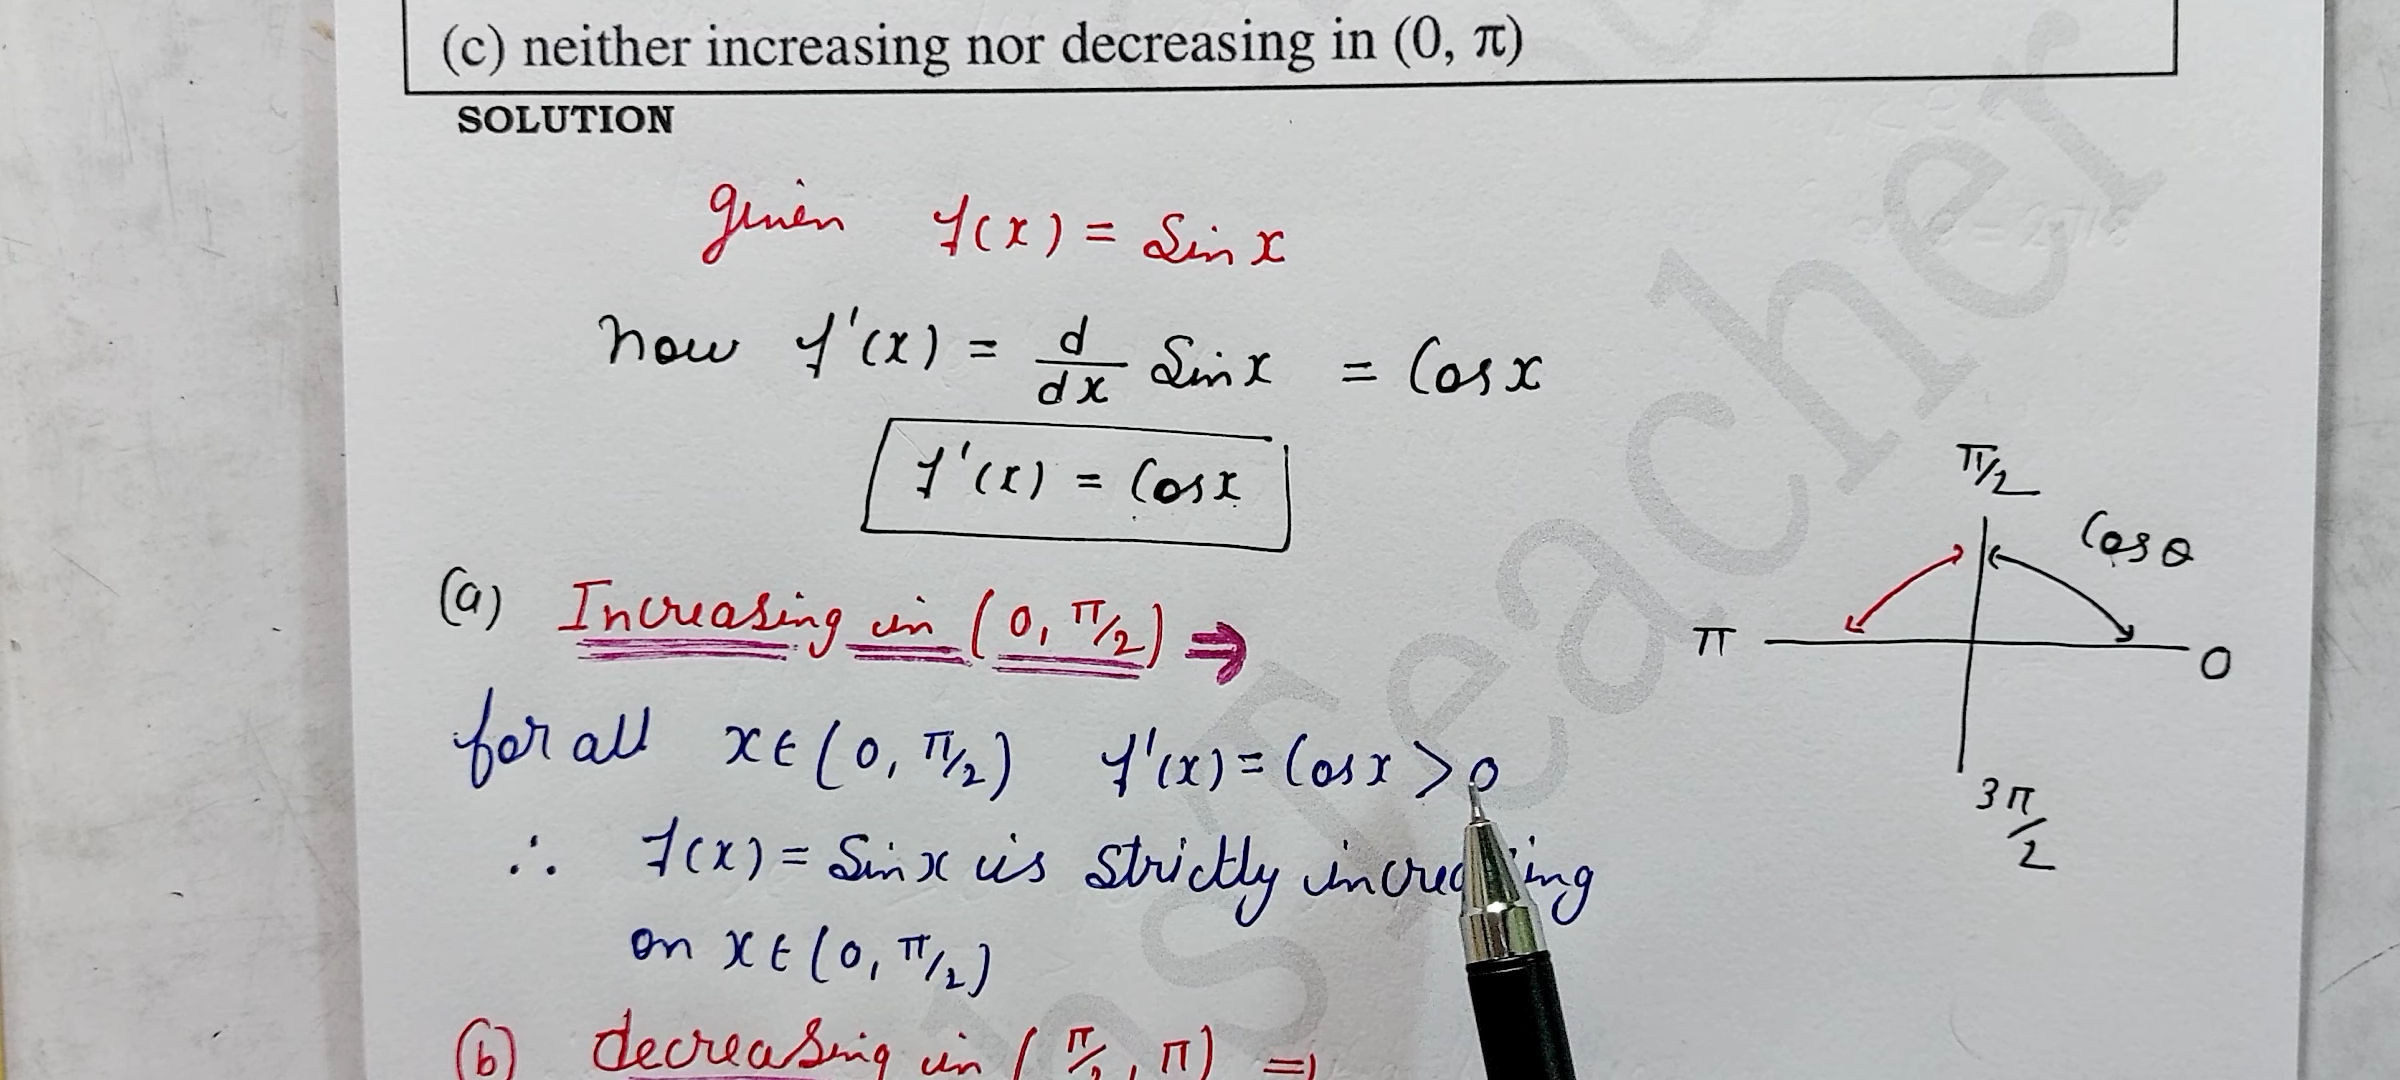 (c) neither increasing nor decreasing in (0, π)
SOLUTION
given f(x) = Sin x
now f'(x) = d/dx Sin x = Cos x
f'(x) = Cos x
(a) Increasing in (0, π/2) ⇒
for all x ∈ (0, π/2) f'(x) = Cos x > 0
∴ f(x) = Sin x is strictly increasing
on x ∈ (0, π/2)
(b) decreasing in (π/2, π) ⇒
π/2
Cos θ
π
0
3π/2
Teacher